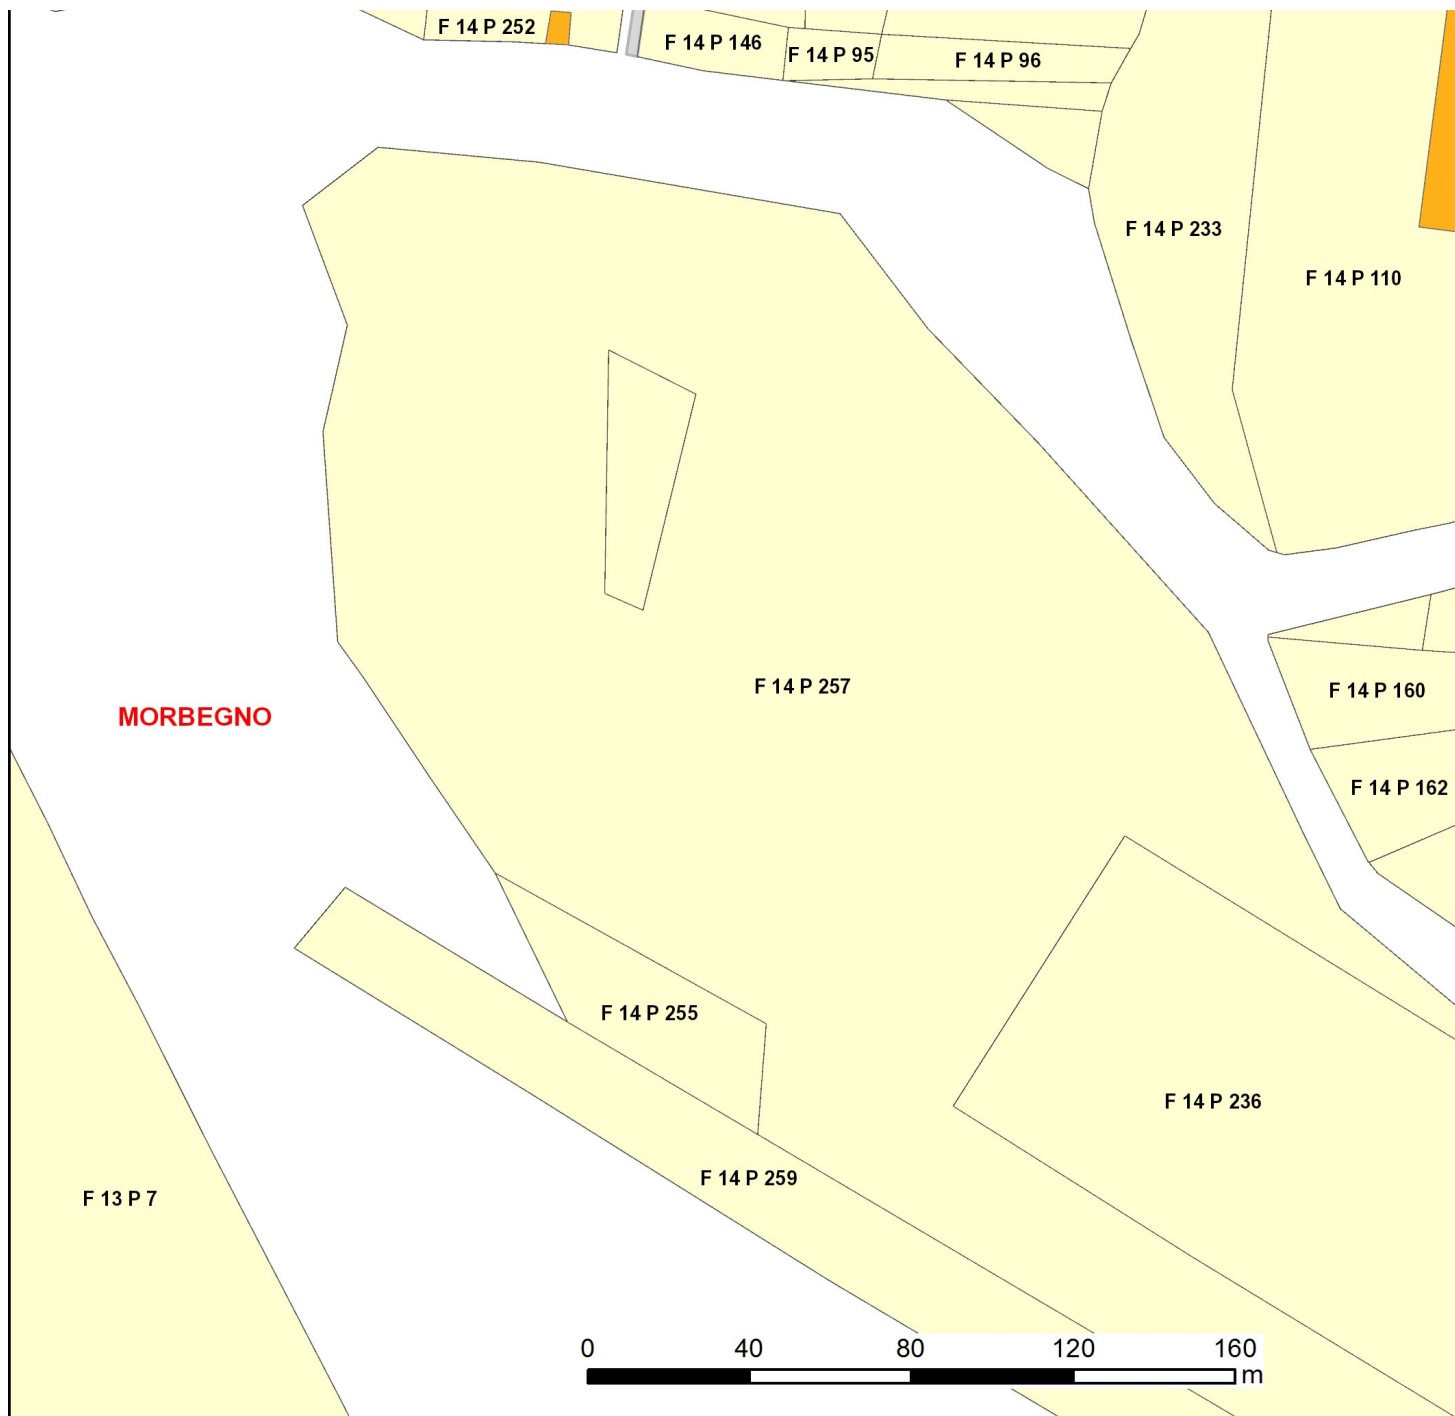 F 14 P 252
F 14 P 146
F 14 P 95
F 14 P 96
F 14 P 233
F 14 P 110
F 14 P 257
F 14 P 160
MORBEGNO
F 14 P 162
F 14 P 255
F 14 P 236
F 14 P 259
F 13 P 7
0 40 80 120 160
m